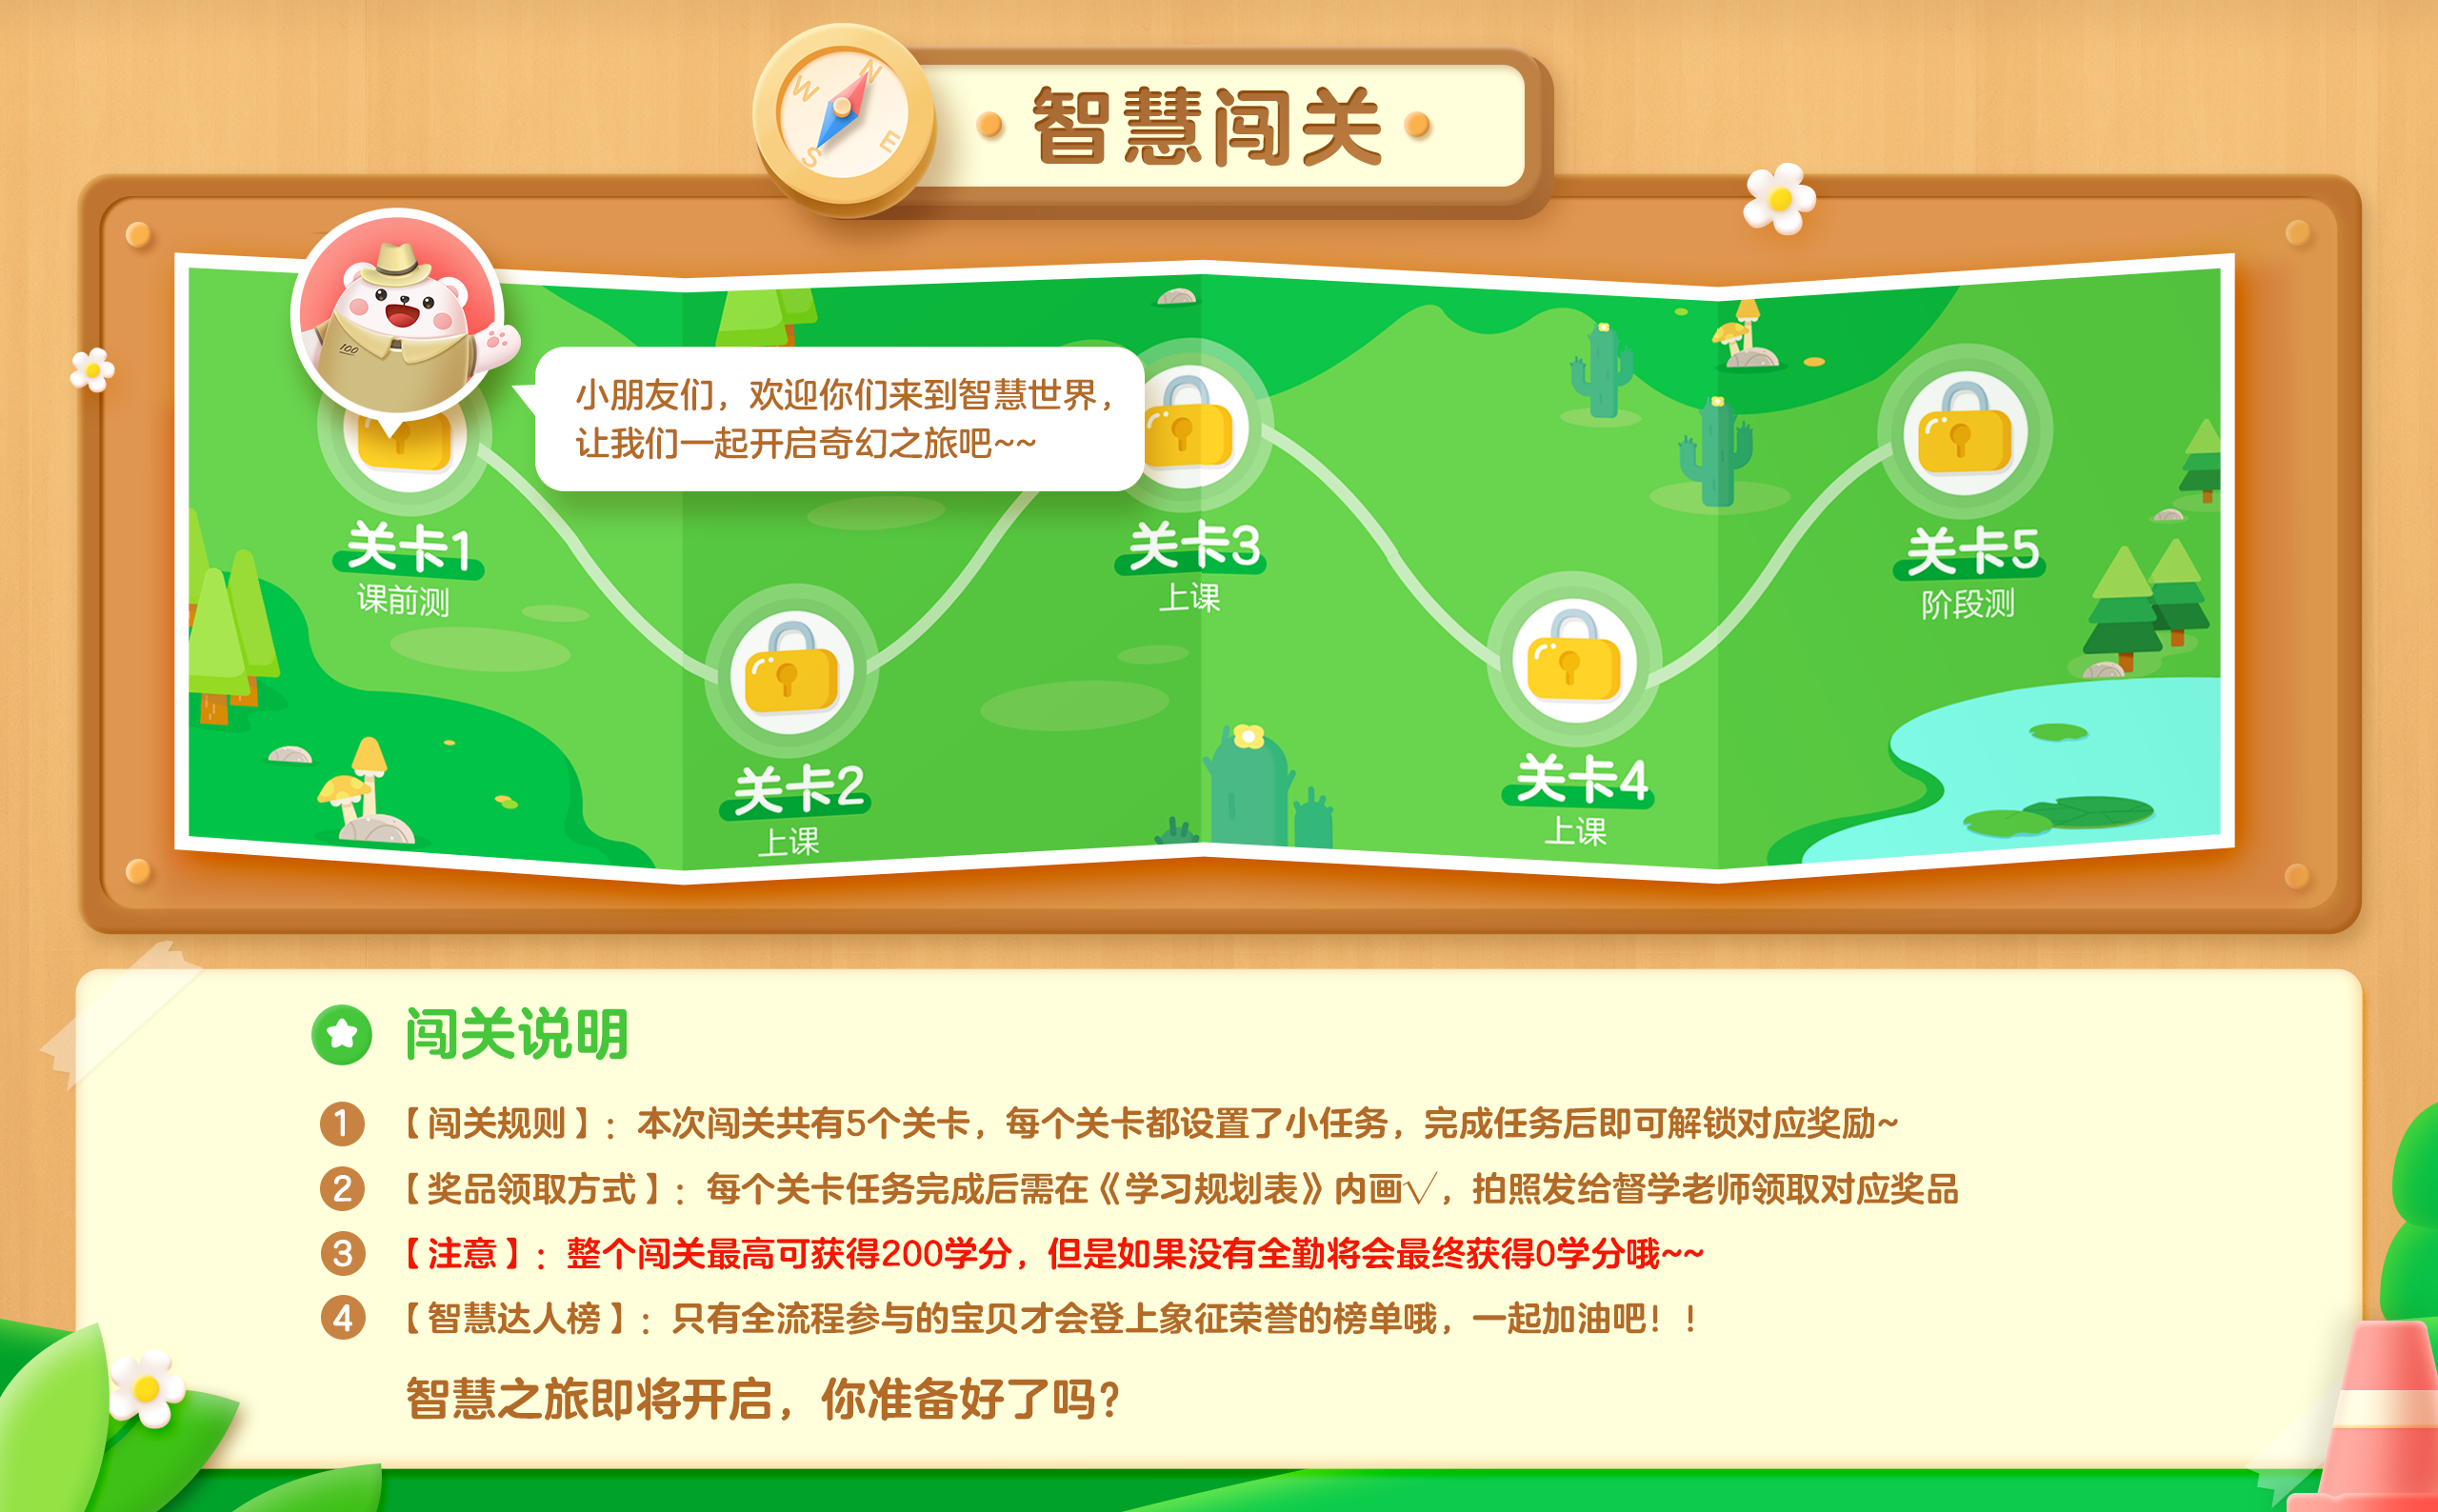 智慧闯关
W
N
S
E
100
小朋友们，欢迎你们来到智慧世界，
让我们一起开启奇幻之旅吧~~
关卡1
课前测
关卡2
上课
关卡3
上课
关卡4
上课
关卡5
阶段测
闯关说明
1 【闯关规则】：本次闯关共有5个关卡，每个关卡都设置了小任务，完成任务后即可解锁对应奖励~
2 【奖品领取方式】：每个关卡任务完成后需在《学习规划表》内画√，拍照发给督学老师领取对应奖品
3 【注意】：整个闯关最高可获得200学分，但是如果没有全勤将会最终获得0学分哦~~
4 【智慧达人榜】：只有全流程参与的宝贝才会登上象征荣誉的榜单哦，一起加油吧！！
智慧之旅即将开启，你准备好了吗？